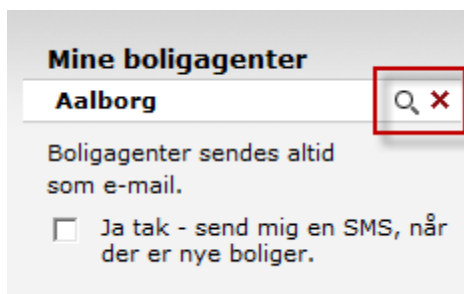 Mine boligagenter
Aalborg
Boligagenter sendes altid
som e-mail.
Ja tak - send mig en SMS, når
der er nye boliger.